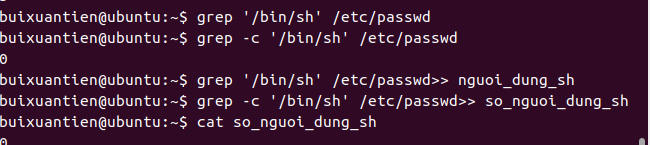 buixuantien@ubuntu:~$ grep '/bin/sh' /etc/passwd
buixuantien@ubuntu:~$ grep -c '/bin/sh' /etc/passwd
0
buixuantien@ubuntu:~$ grep '/bin/sh' /etc/passwd>> nguoi_dung_sh
buixuantien@ubuntu:~$ grep -c '/bin/sh' /etc/passwd>> so_nguoi_dung_sh
buixuantien@ubuntu:~$ cat so_nguoi_dung_sh
0